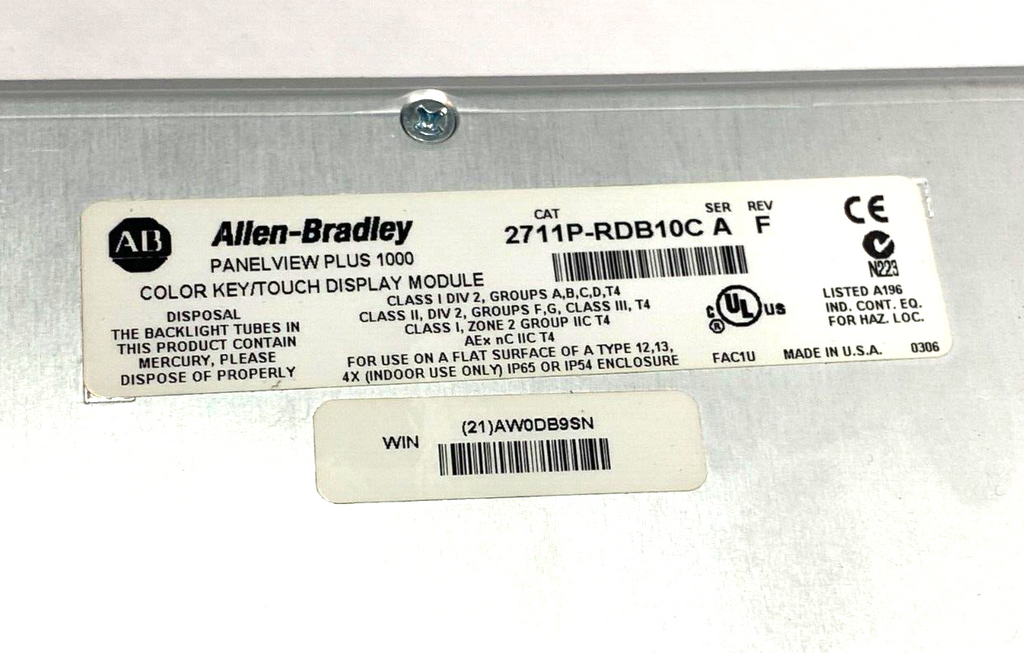 AB
Allen-Bradley
CAT
SER REV
2711P-RDB10C A F
PANELVIEW PLUS 1000
COLOR KEY/TOUCH DISPLAY MODULE
DISPOSAL
THE BACKLIGHT TUBES IN
THIS PRODUCT CONTAIN
MERCURY, PLEASE
DISPOSE OF PROPERLY
CLASS I DIV 2, GROUPS A,B,C,D,T4
CLASS II, DIV 2, GROUPS F,G, CLASS III, T4
CLASS I, ZONE 2 GROUP IIC T4
AEx nC IIC T4
FOR USE ON A FLAT SURFACE OF A TYPE 12,13,
4X (INDOOR USE ONLY) IP65 OR IP54 ENCLOSURE
CE
N223
C UL US
®
LISTED A196
IND. CONT. EQ.
FOR HAZ. LOC.
FAC1U MADE IN U.S.A. 0306
WIN (21)AW0DB9SN